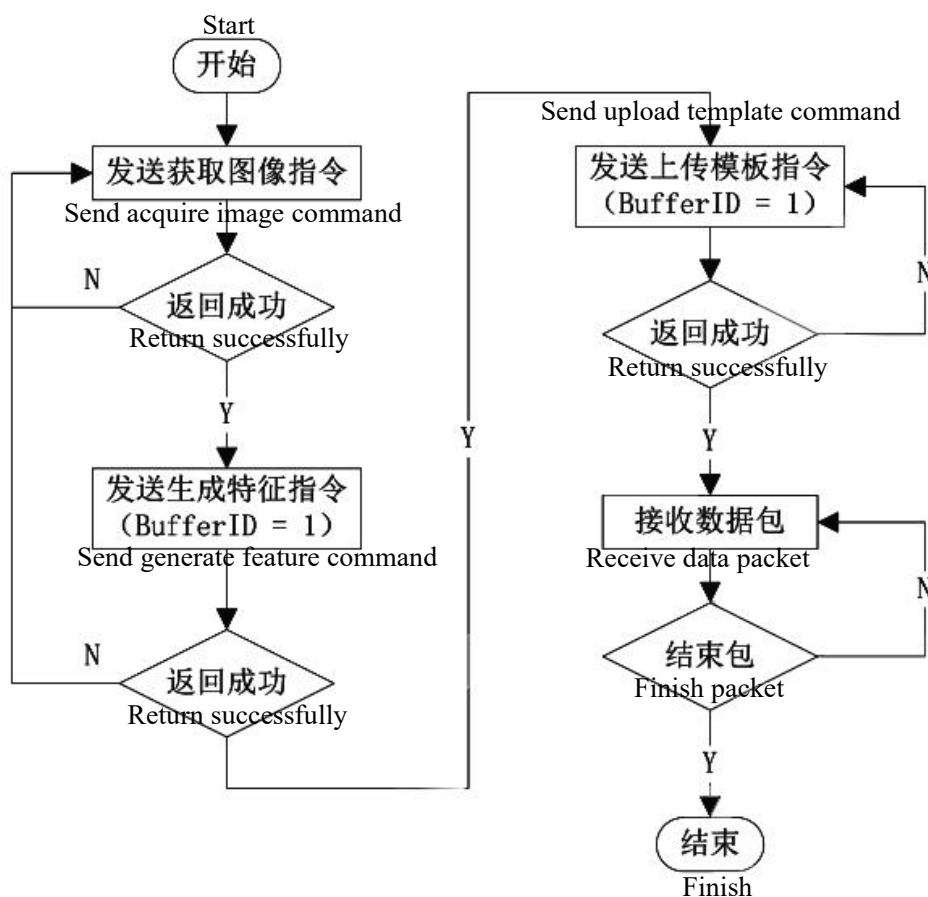 Start
开始
发送获取图像指令
Send acquire image command
N
返回成功
Return successfully
Y
发送生成特征指令
(BufferID = 1)
Send generate feature command
N
返回成功
Return successfully
Y
Send upload template command
发送上传模板指令
(BufferID = 1)
N
返回成功
Return successfully
Y
接收数据包
Receive data packet
N
结束包
Finish packet
Y
结束
Finish